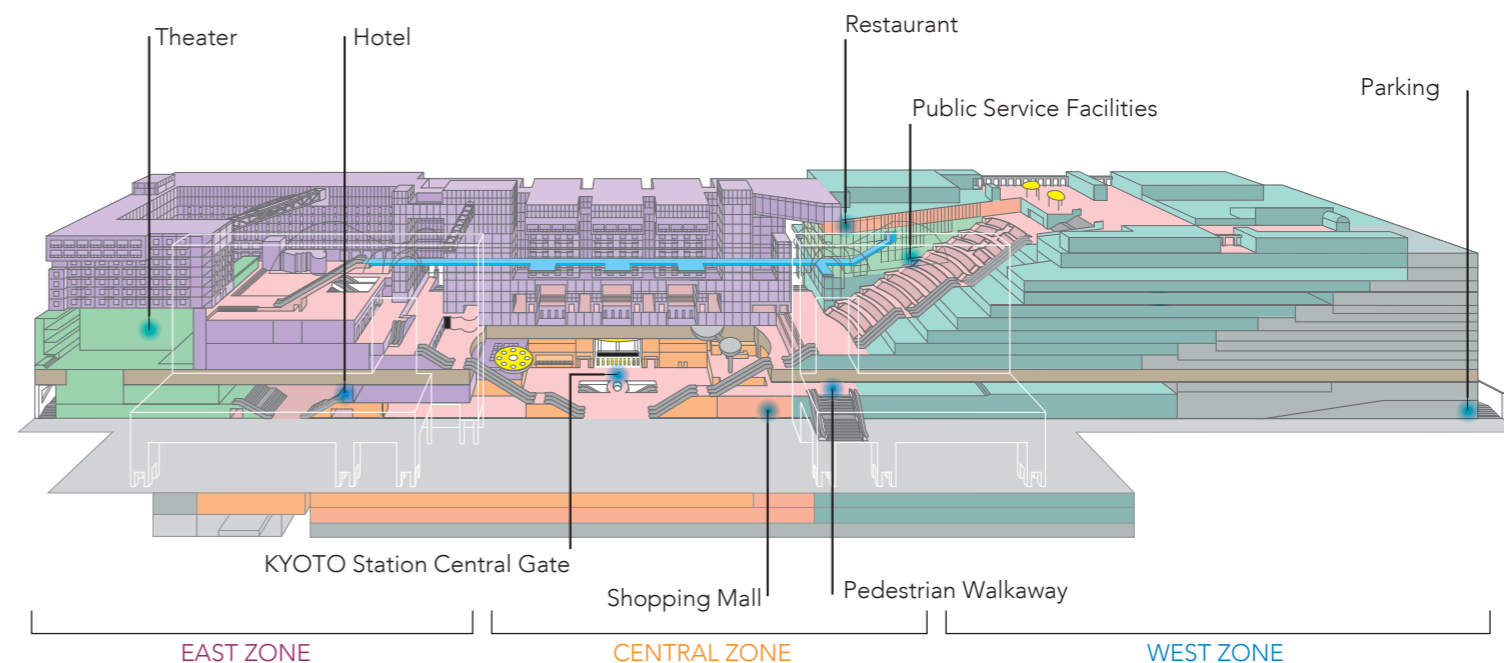 Restaurant
Theater
Hotel
Parking
Public Service Facilities
KYOTO Station Central Gate
Shopping Mall
Pedestrian Walkaway
EAST ZONE
CENTRAL ZONE
WEST ZONE